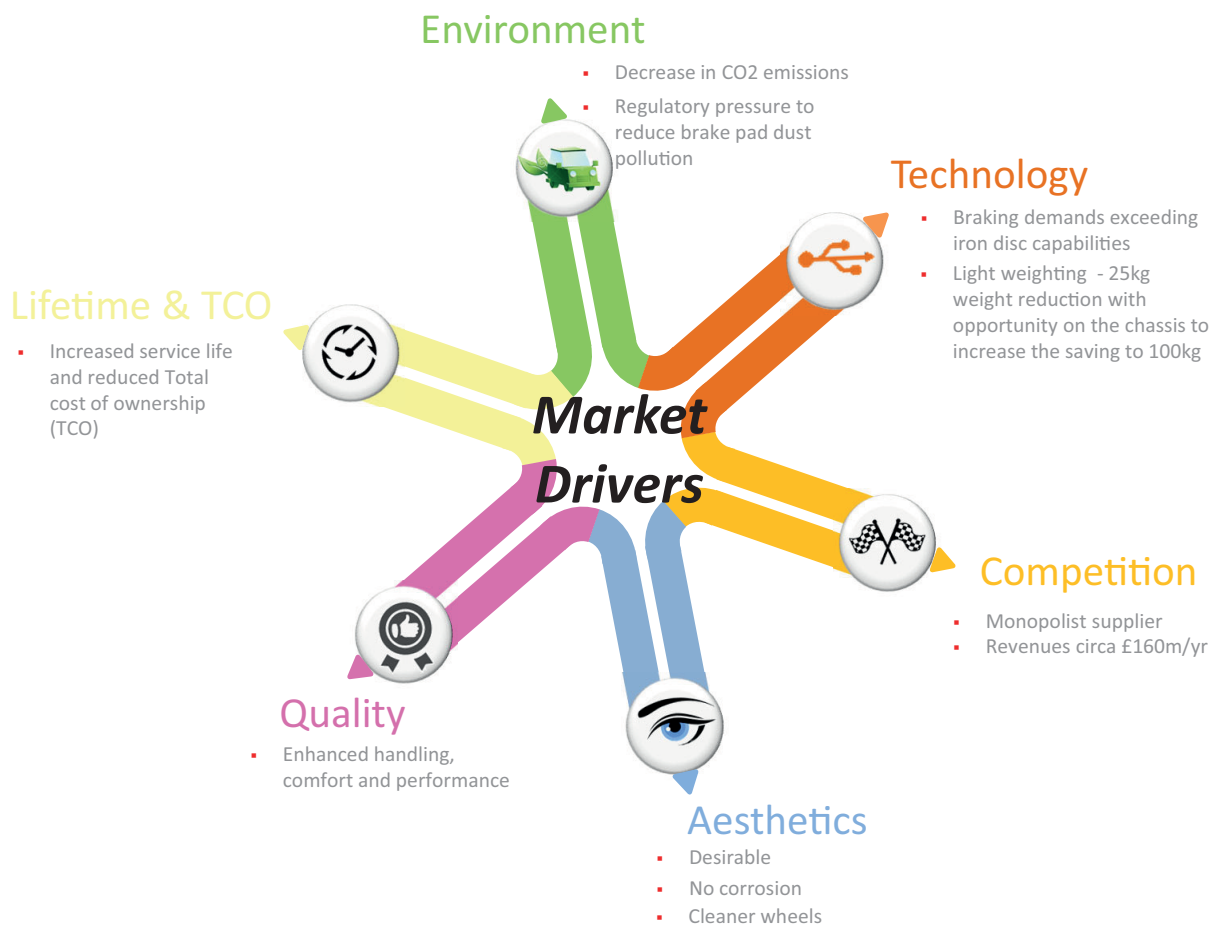 Environment
▪ Decrease in CO2 emissions
▪ Regulatory pressure to
reduce brake pad dust
pollution
Technology
▪ Braking demands exceeding
iron disc capabilities
▪ Light weighting - 25kg
weight reduction with
opportunity on the chassis to
increase the saving to 100kg
Lifetime & TCO
▪ Increased service life
and reduced Total
cost of ownership
(TCO)
Market
Drivers
Competition
▪ Monopolist supplier
▪ Revenues circa £160m/yr
Quality
▪ Enhanced handling,
comfort and performance
Aesthetics
▪ Desirable
▪ No corrosion
▪ Cleaner wheels